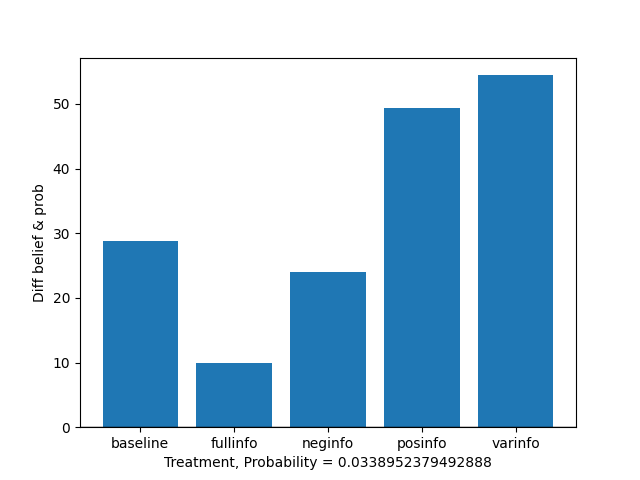 Diff belief & prob
50
40
30
20
10
0
baseline fullinfo neginfo posinfo varinfo
Treatment, Probability = 0.0338952379492888